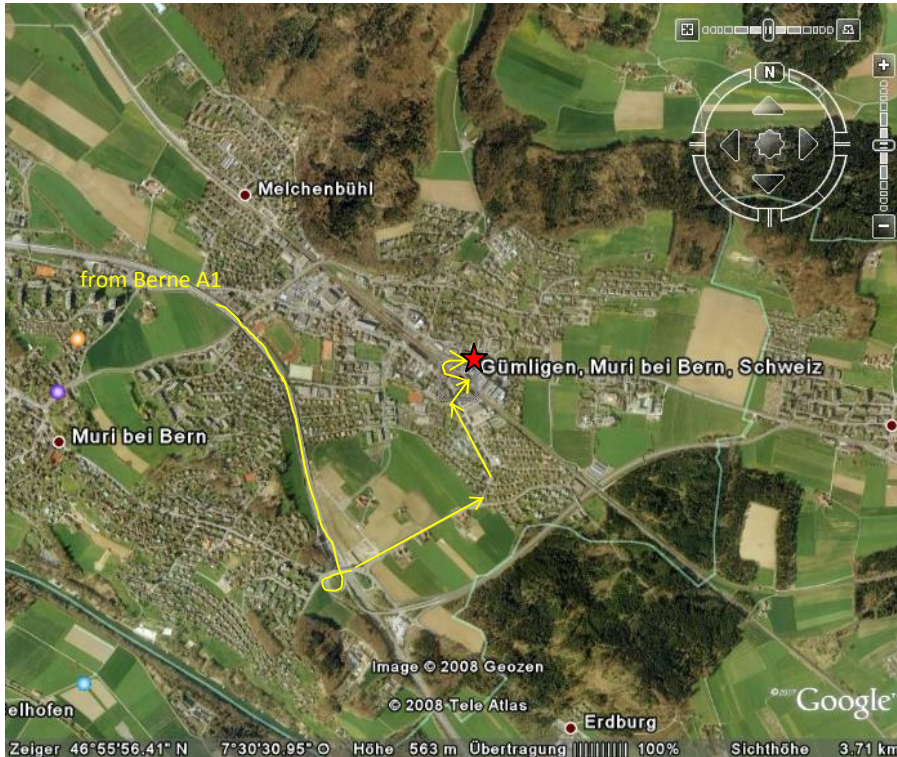 N
Melchenbühl
from Berne A1
Gümligen, Muri bei Bern, Schweiz
Muri bei Bern
Image © 2008 Geozen
© 2008 Tele Atlas
©2007 Google
elhofen
Erdburg
Zeiger 46°55'56.41" N 7°30'30.95" O Höhe 563 m Übertragung 100% Sichthöhe 3.71 km